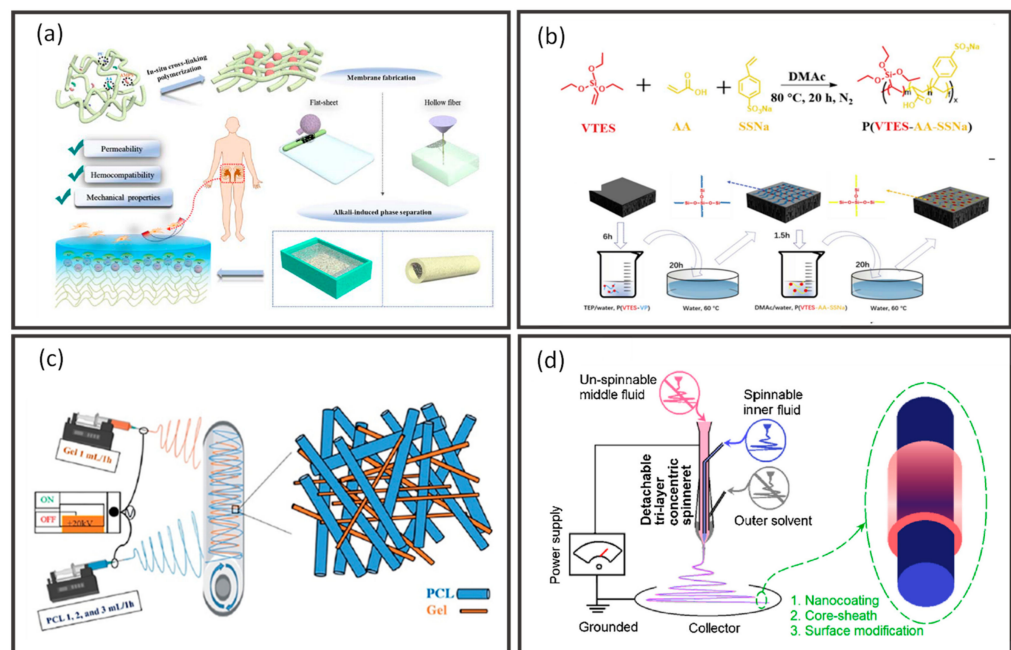 (a)
In-situ cross-linking
polymerization
Membrane fabrication
Flat-sheet
Hollow fiber
Permeability
Hemocompatibility
Mechanical properties
Alkali-induced phase separation
(b)
VTES
+
AA
+
SSNa
SO₃Na
DMAc
80 °C, 20 h, N₂
P(VTES-AA-SSNa)
6h
20h
1.5h
20h
TEP/water, P(VTES-VP)
Water, 60 °C
DMAc/water, P(VTES-AA-SSNa)
Water, 60 °C
(c)
Gel 1 mL/1h
ON
OFF
+20kV
PCL 1, 2, and 3 mL/1h
PCL
Gel
(d)
Un-spinnable
middle fluid
Spinnable
inner fluid
Detachable
tri-layer
concentric
spinneret
Outer solvent
Power supply
Grounded
Collector
1. Nanocoating
2. Core-sheath
3. Surface modification